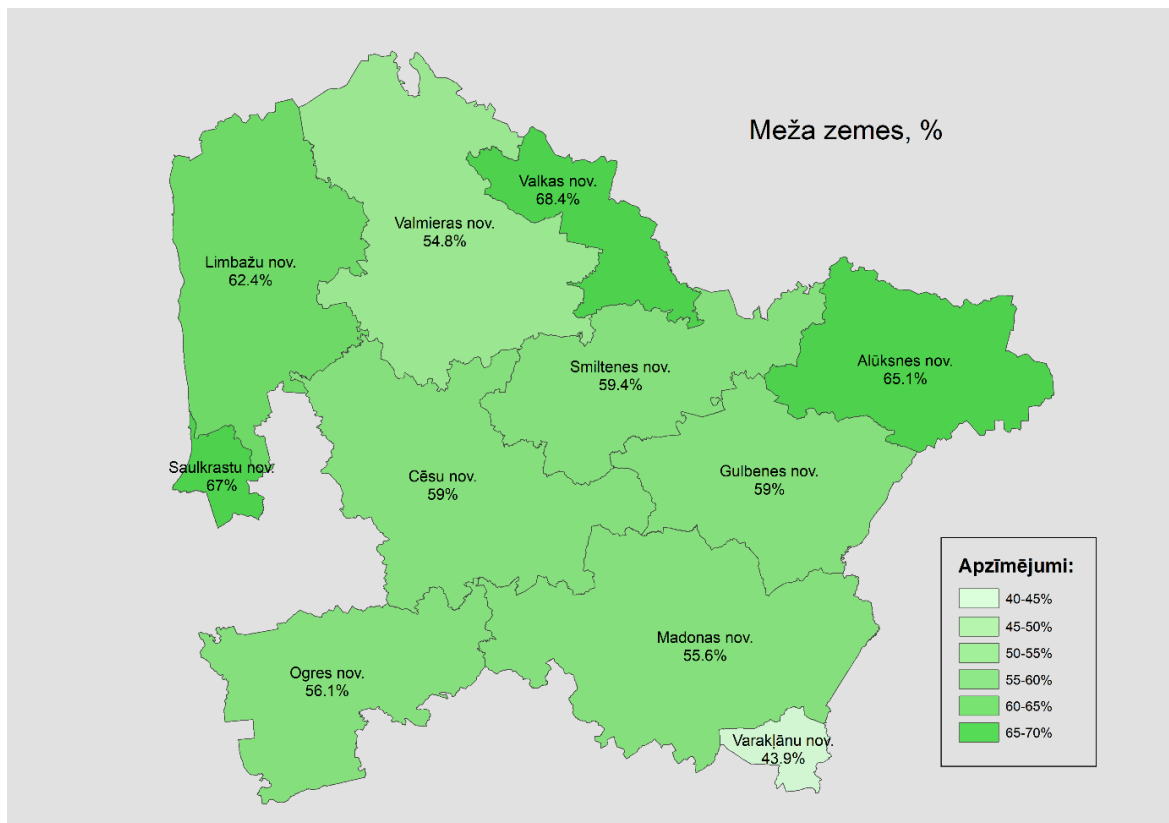 Meža zemes, %
Valkas nov.
68.4%
Valmieras nov.
54.8%
Limbažu nov.
62.4%
Smiltenes nov.
59.4%
Alūksnes nov.
65.1%
Saulkrastu nov.
67%
Cēsu nov.
59%
Gulbenes nov.
59%
Madonas nov.
55.6%
Ogres nov.
56.1%
Varakļānu nov.
43.9%
Apzīmējumi:
40-45%
45-50%
50-55%
55-60%
60-65%
65-70%